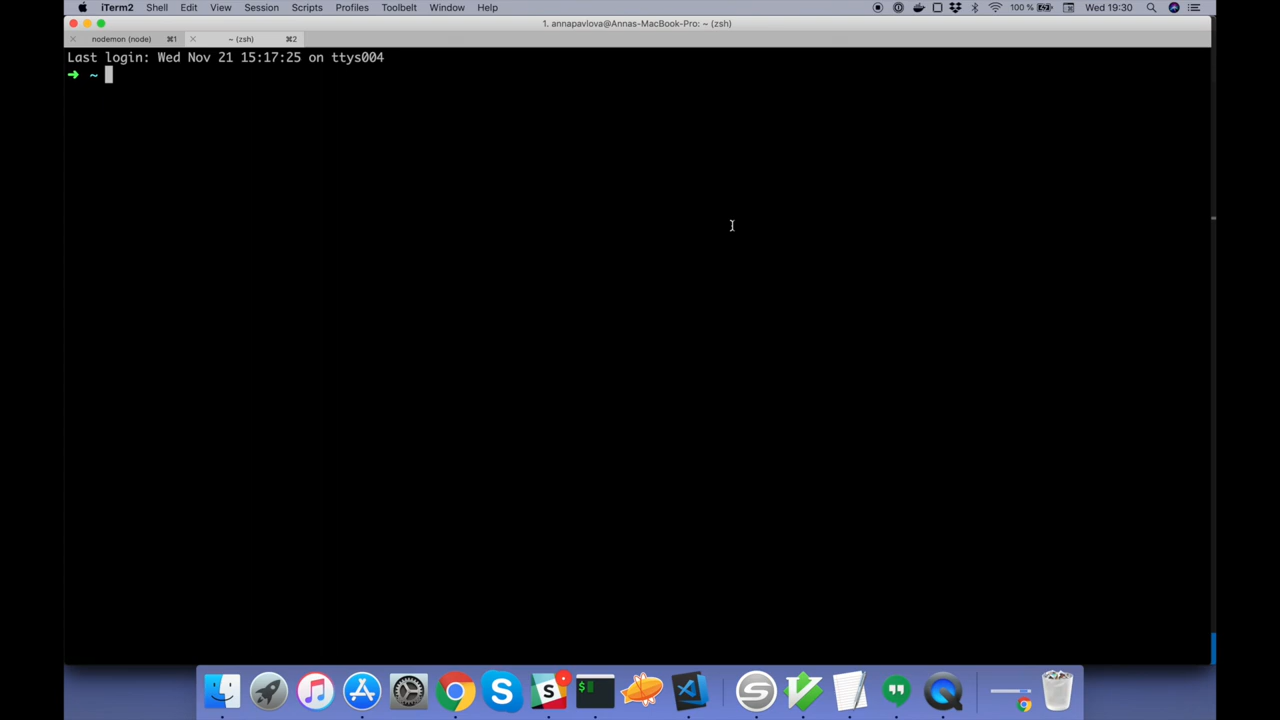 iTerm2 Shell Edit View Session Scripts Profiles Toolbelt Window Help 100 % Wed 19:30
1. annapavlova@Annas-MacBook-Pro: ~ (zsh)
nodemon (node) ⌘1 ~ (zsh) ⌘2
Last login: Wed Nov 21 15:17:25 on ttys004
➜ ~